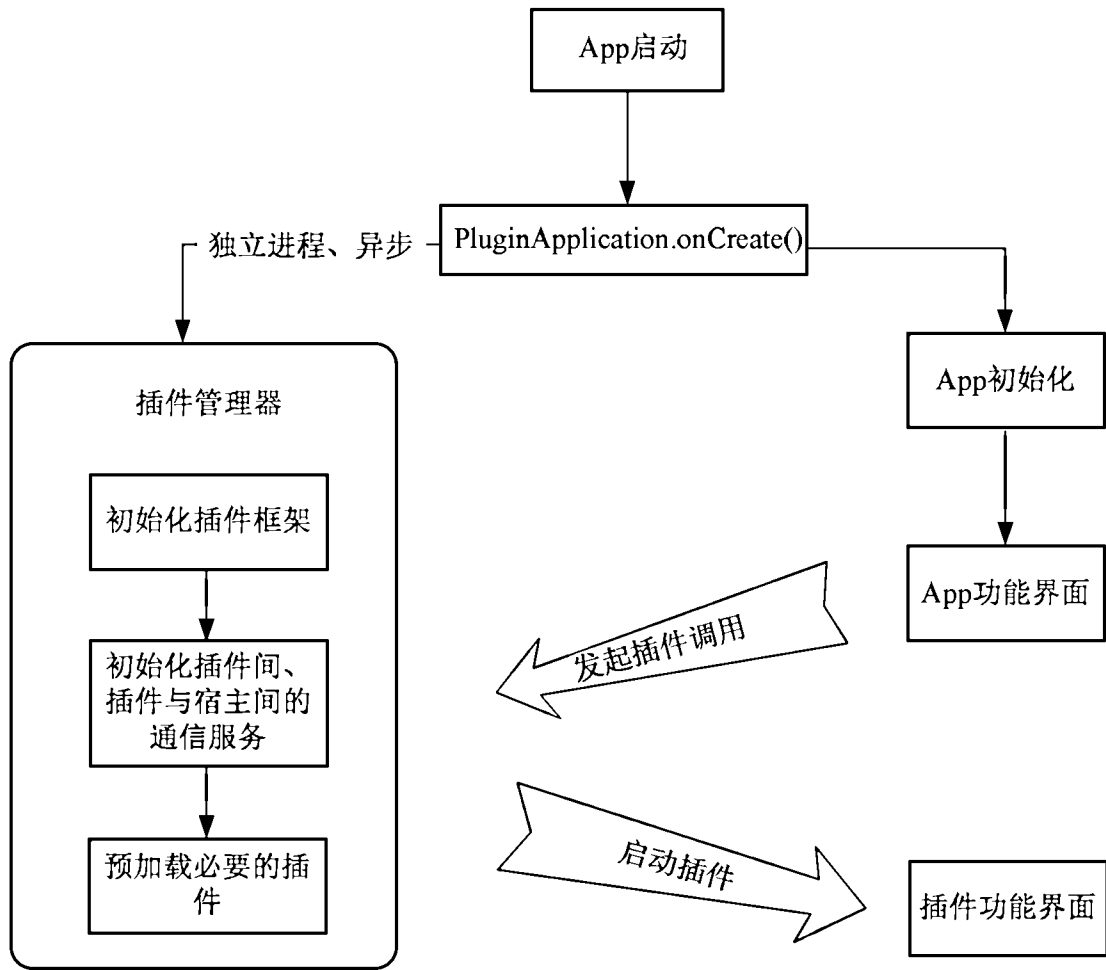 App启动
PluginApplication.onCreate()
独立进程、异步
插件管理器
初始化插件框架
初始化插件间、
插件与宿主间的
通信服务
预加载必要的插
件
App初始化
App功能界面
发起插件调用
启动插件
插件功能界面